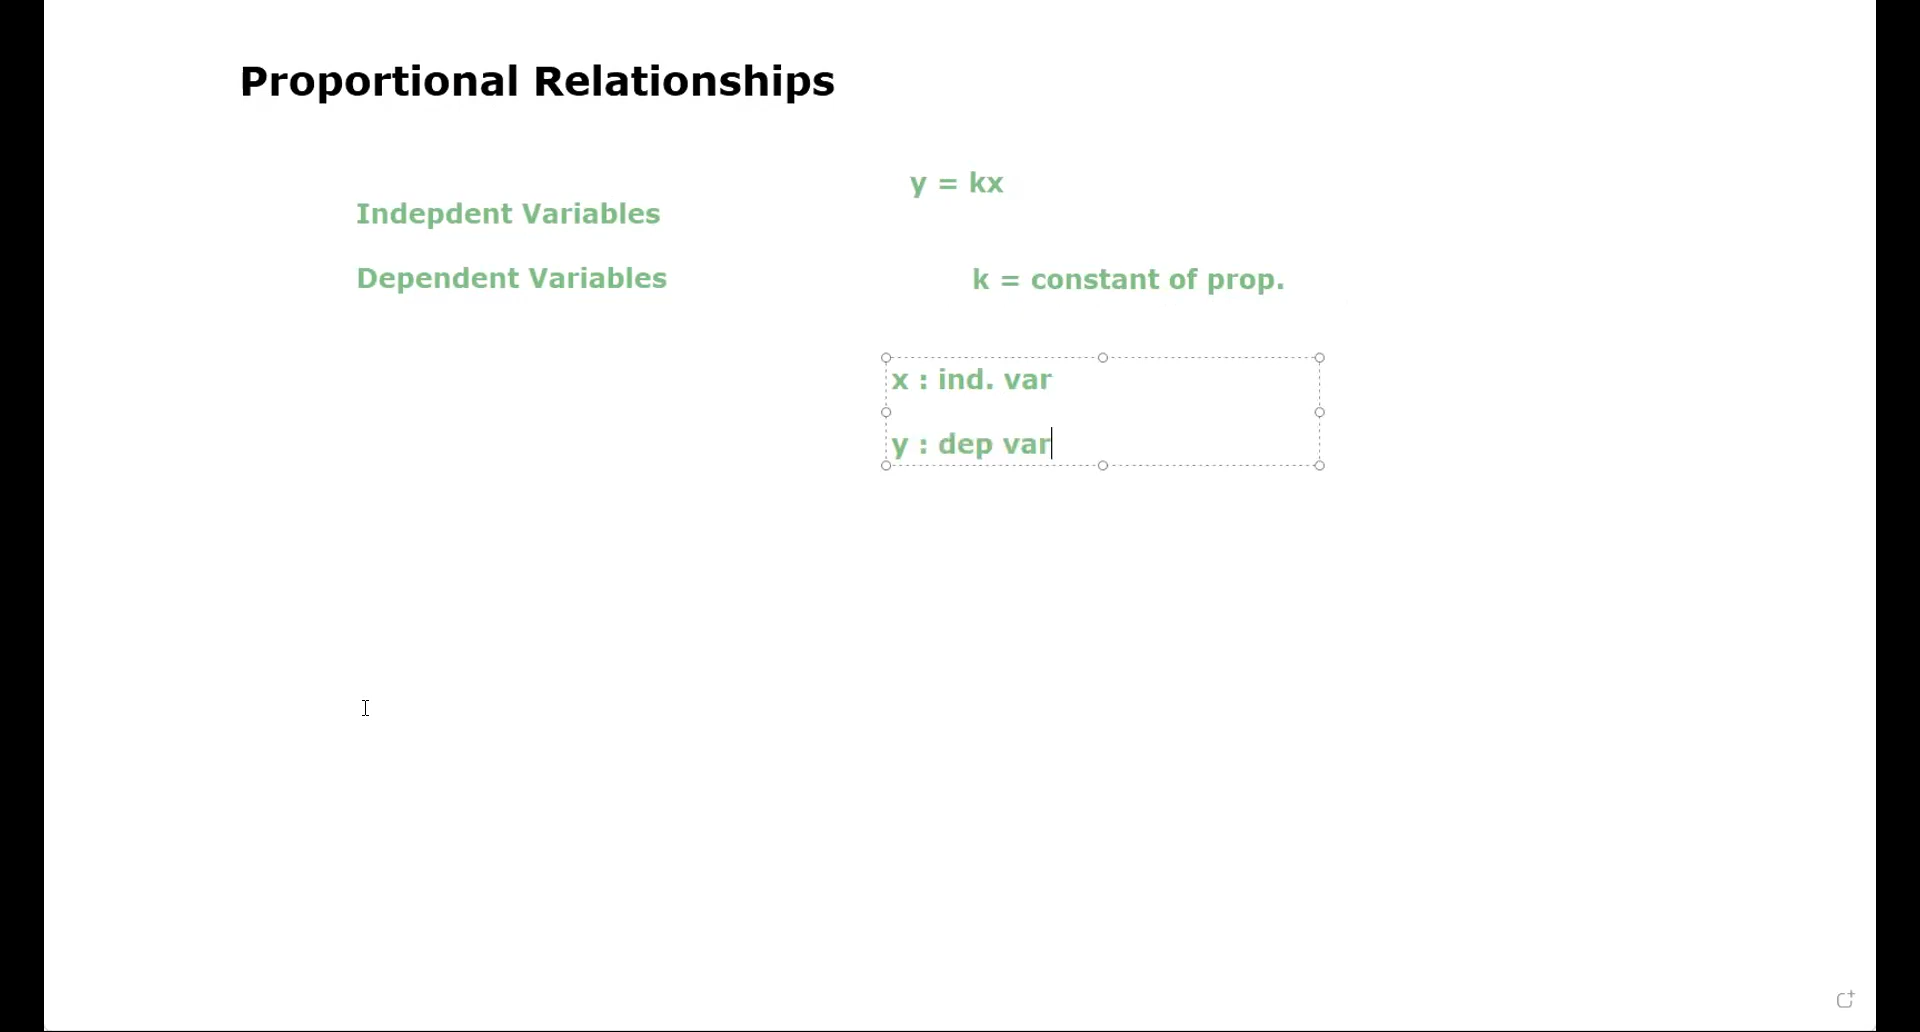 Proportional Relationships
y = kx
Indepdent Variables
Dependent Variables
k = constant of prop.
x : ind. var
y : dep var